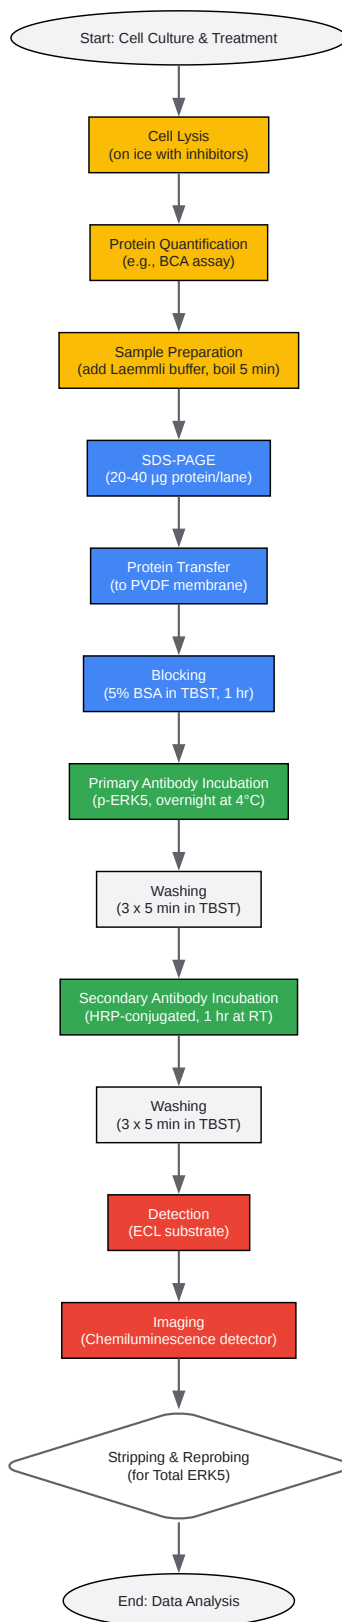 Start: Cell Culture & Treatment
Cell Lysis
(on ice with inhibitors)
Protein Quantification
(e.g., BCA assay)
Sample Preparation
(add Laemmli buffer, boil 5 min)
SDS-PAGE
(20-40 µg protein/lane)
Protein Transfer
(to PVDF membrane)
Blocking
(5% BSA in TBST, 1 hr)
Primary Antibody Incubation
(p-ERK5, overnight at 4°C)
Washing
(3 x 5 min in TBST)
Secondary Antibody Incubation
(HRP-conjugated, 1 hr at RT)
Washing
(3 x 5 min in TBST)
Detection
(ECL substrate)
Imaging
(Chemiluminescence detector)
Stripping & Reprobing
(for Total ERK5)
End: Data Analysis